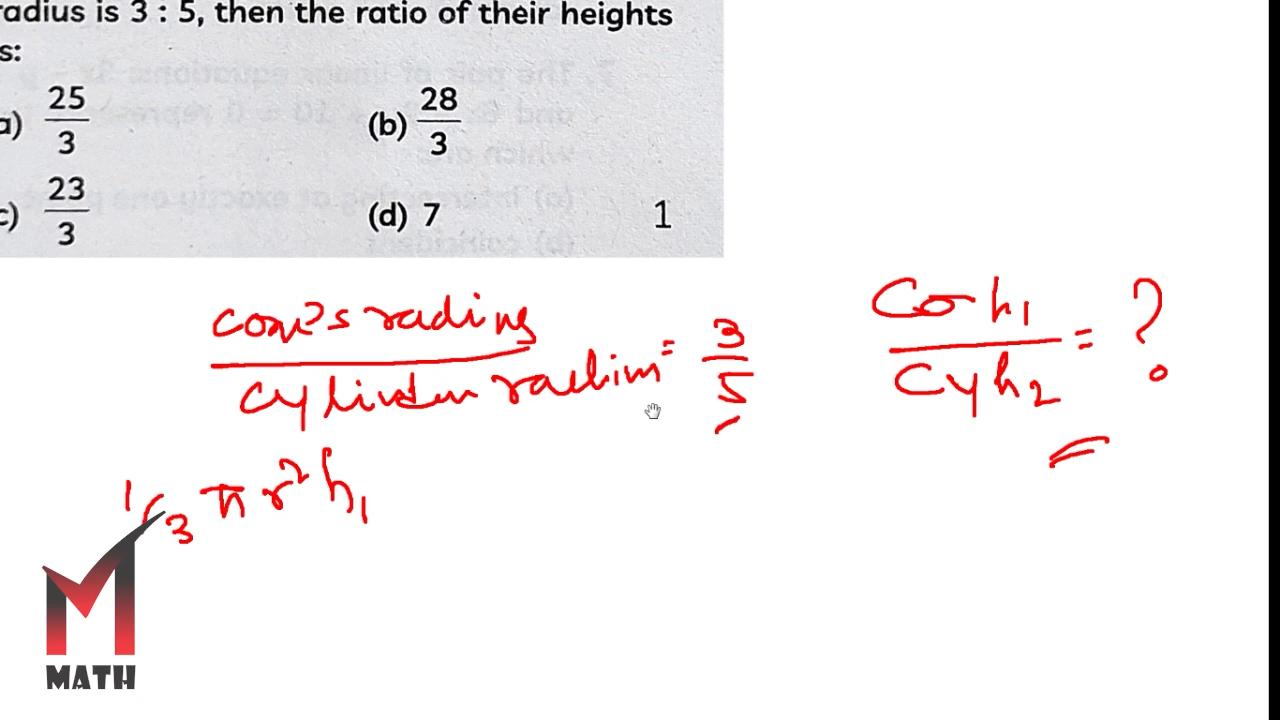 radius is 3 : 5, then the ratio of their heights
s:
a) 25/3 (b) 28/3
c) 23/3 (d) 7 1
cone's radius / cylinder radius = 3/5
Co h1 / Cy h2 = ?
1/3 π r² h1
MATH